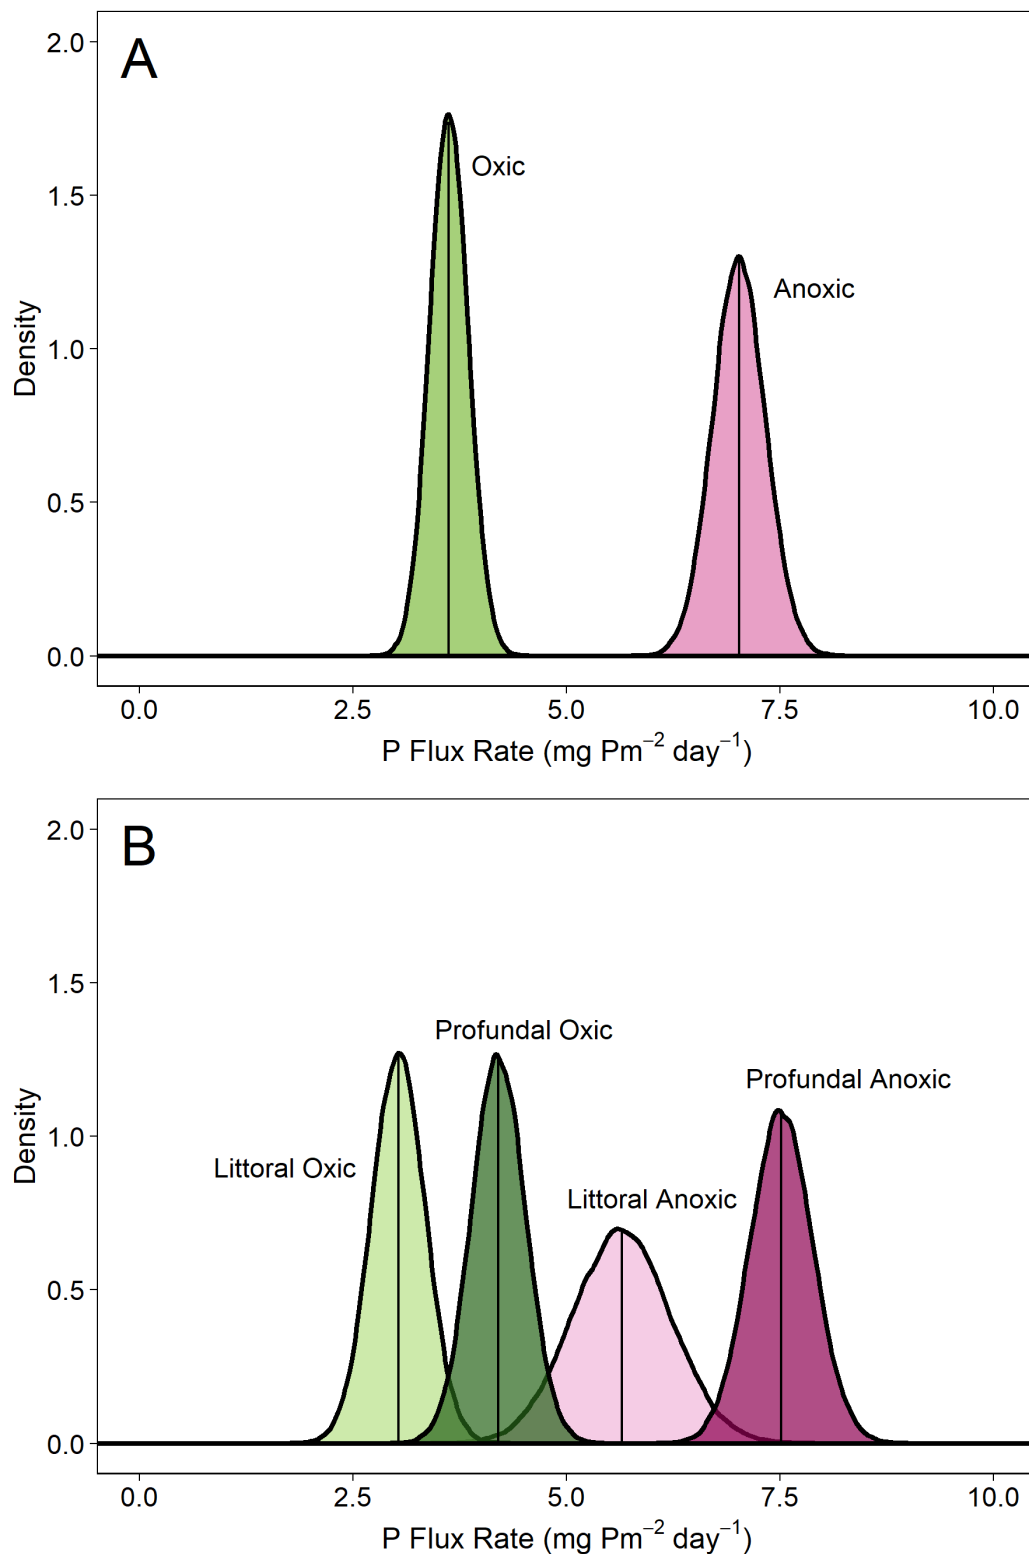 A
2.0
1.5
1.0
0.5
0.0
Density
Oxic
Anoxic
0.0 2.5 5.0 7.5 10.0
P Flux Rate (mg Pm⁻² day⁻¹)
B
2.0
1.5
1.0
0.5
0.0
Density
Profundal Oxic
Profundal Anoxic
Littoral Oxic
Littoral Anoxic
0.0 2.5 5.0 7.5 10.0
P Flux Rate (mg Pm⁻² day⁻¹)